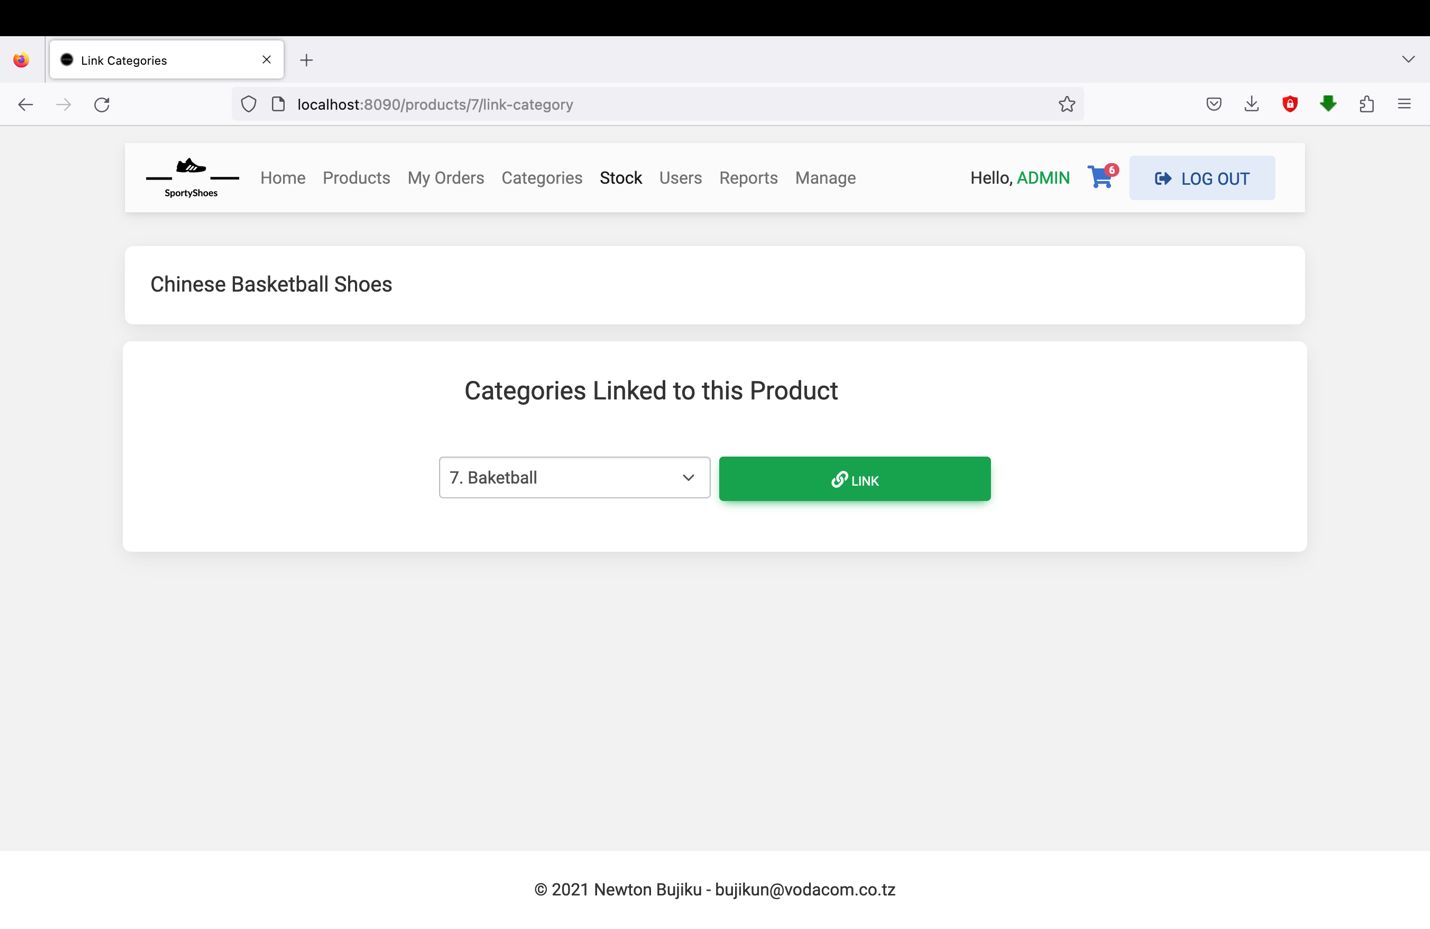 Link Categories
localhost:8090/products/7/link-category
SportyShoes
Home Products My Orders Categories Stock Users Reports Manage Hello, ADMIN 6 LOG OUT
Chinese Basketball Shoes
Categories Linked to this Product
7. Baketball LINK
© 2021 Newton Bujiku - bujikun@vodacom.co.tz